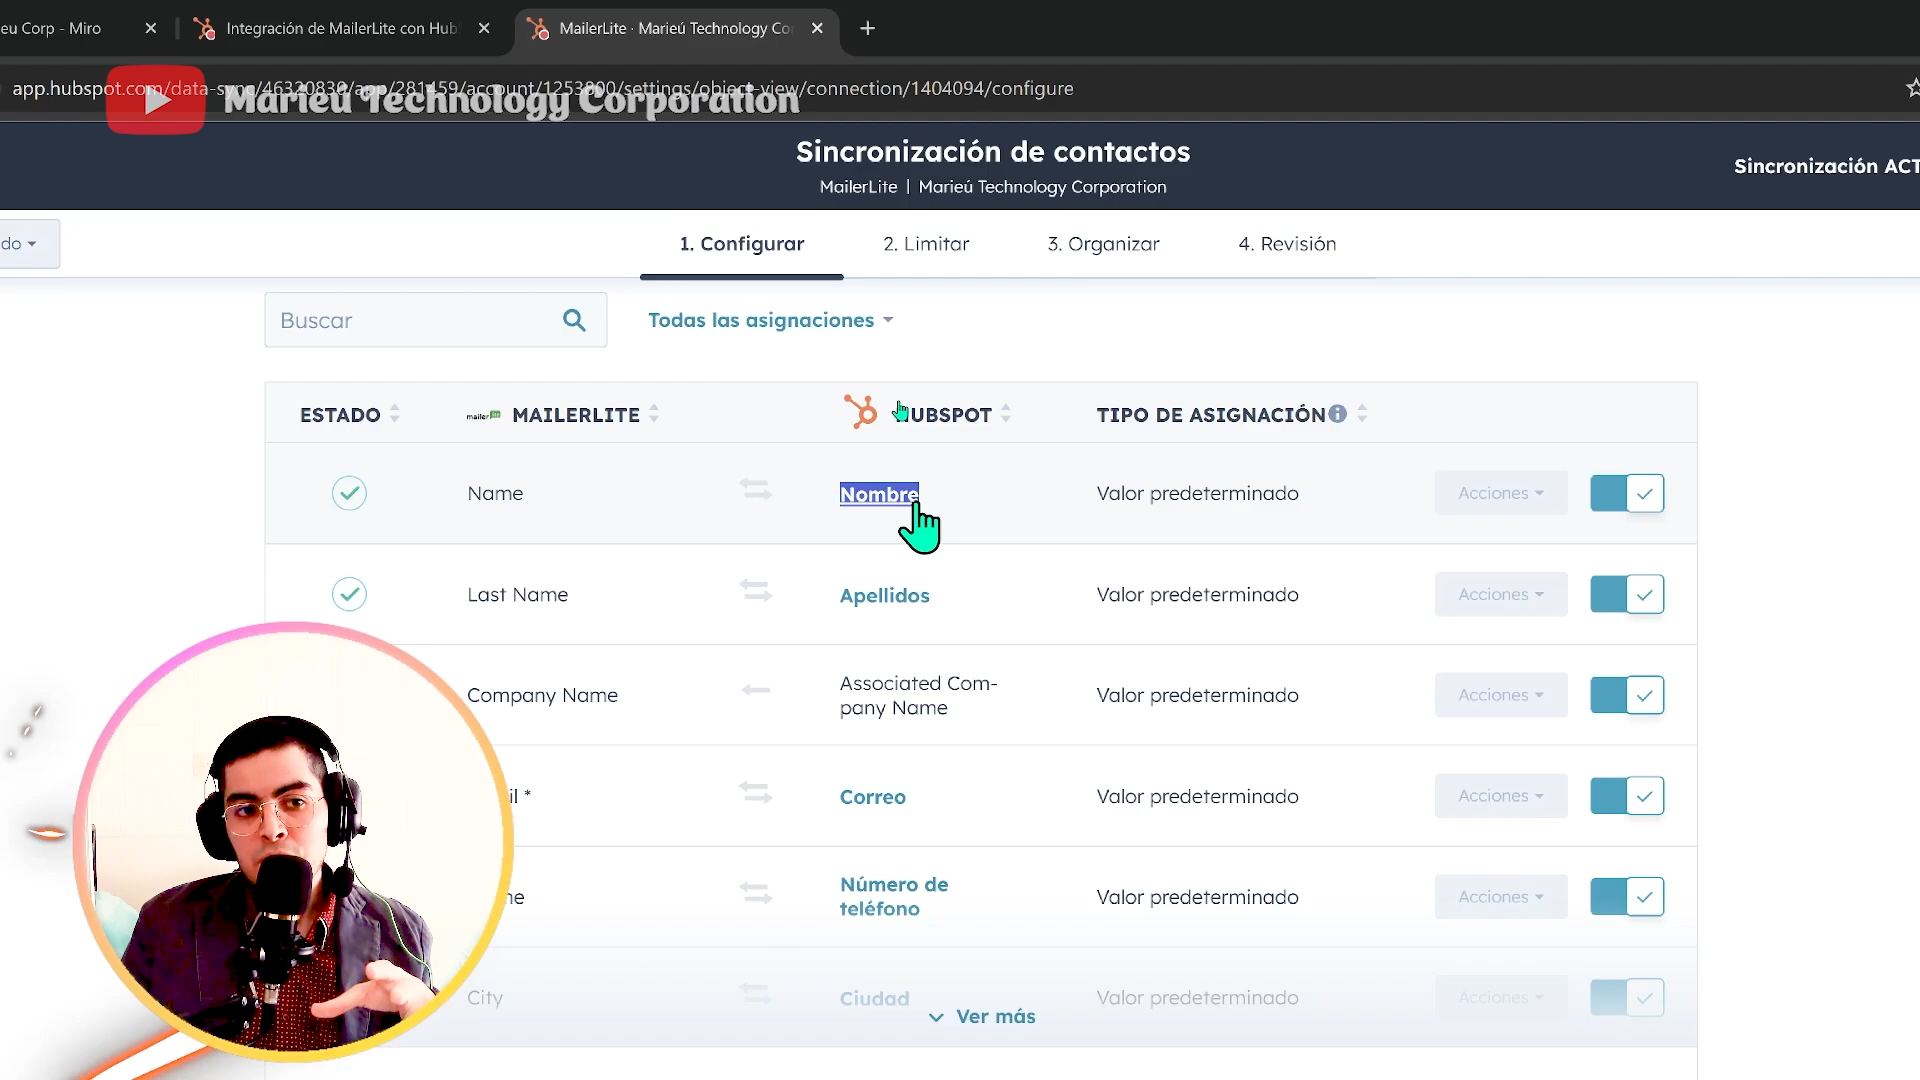 eu Corp - Miro
Integración de MailerLite con Hub
MailerLite · Marieú Technology Co
app.hubspot.com/data-sync/46320830/app/281459/account/1253800/settings/object-view/connection/1404094/configure
Marieú Technology Corporation
Sincronización de contactos
MailerLite | Marieú Technology Corporation
Sincronización ACT
do
1. Configurar
2. Limitar
3. Organizar
4. Revisión
Buscar
Todas las asignaciones
ESTADO
mailer lite
MAILERLITE
HUBSPOT
TIPO DE ASIGNACIÓN
Name
Nombre
Valor predeterminado
Acciones
Last Name
Apellidos
Valor predeterminado
Acciones
Company Name
Associated Com-
pany Name
Valor predeterminado
Acciones
il *
Correo
Valor predeterminado
Acciones
ne
Número de
teléfono
Valor predeterminado
Acciones
City
Ciudad
Valor predeterminado
Acciones
Ver más